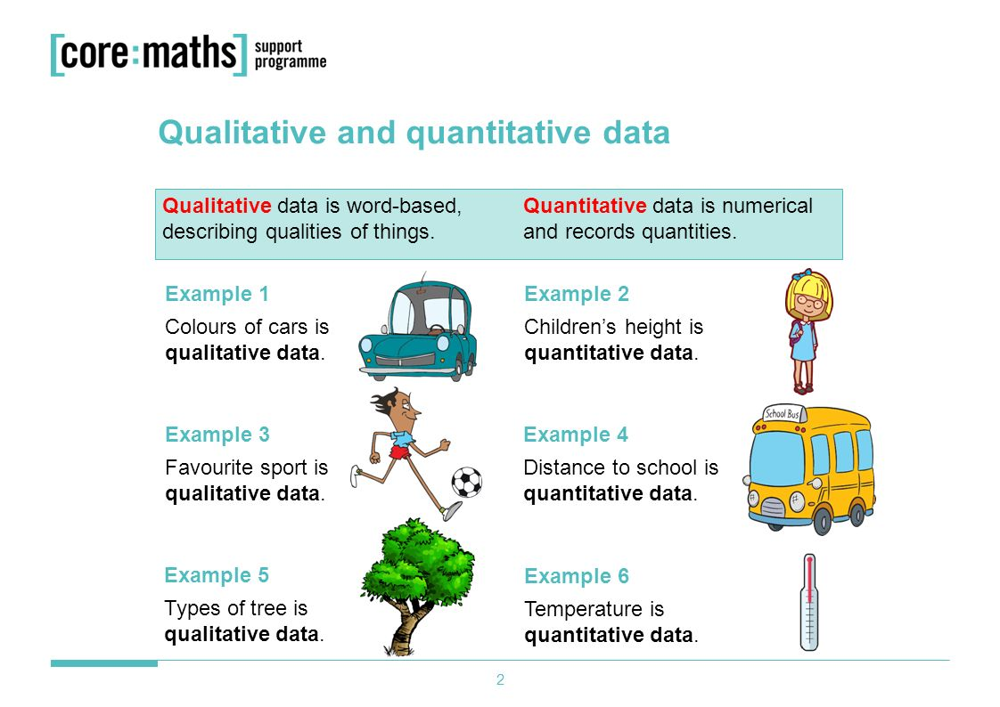 [core:maths] support
programme
Qualitative and quantitative data
Qualitative data is word-based,
describing qualities of things.
Quantitative data is numerical
and records quantities.
Example 1
Colours of cars is
qualitative data.
Example 2
Children’s height is
quantitative data.
Example 3
Favourite sport is
qualitative data.
Example 4
Distance to school is
quantitative data.
School Bus
Example 5
Types of tree is
qualitative data.
Example 6
Temperature is
quantitative data.
2